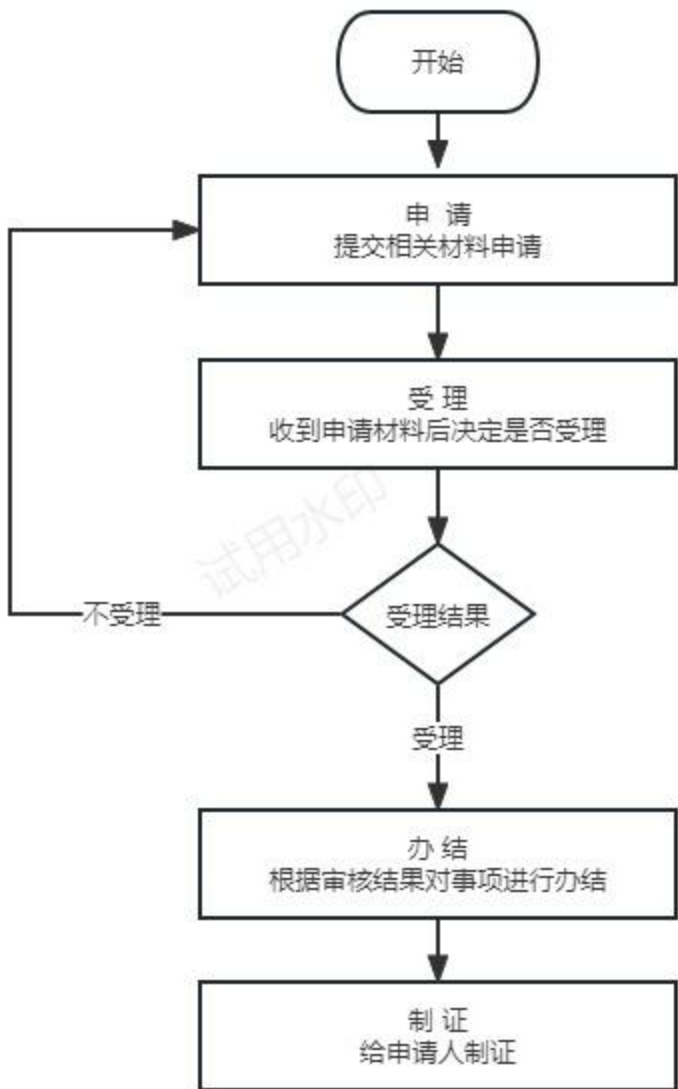 开始
申 请
提交相关材料申请
受 理
收到申请材料后决定是否受理
试用水印
不受理
受理结果
受理
办 结
根据审核结果对事项进行办结
制 证
给申请人制证